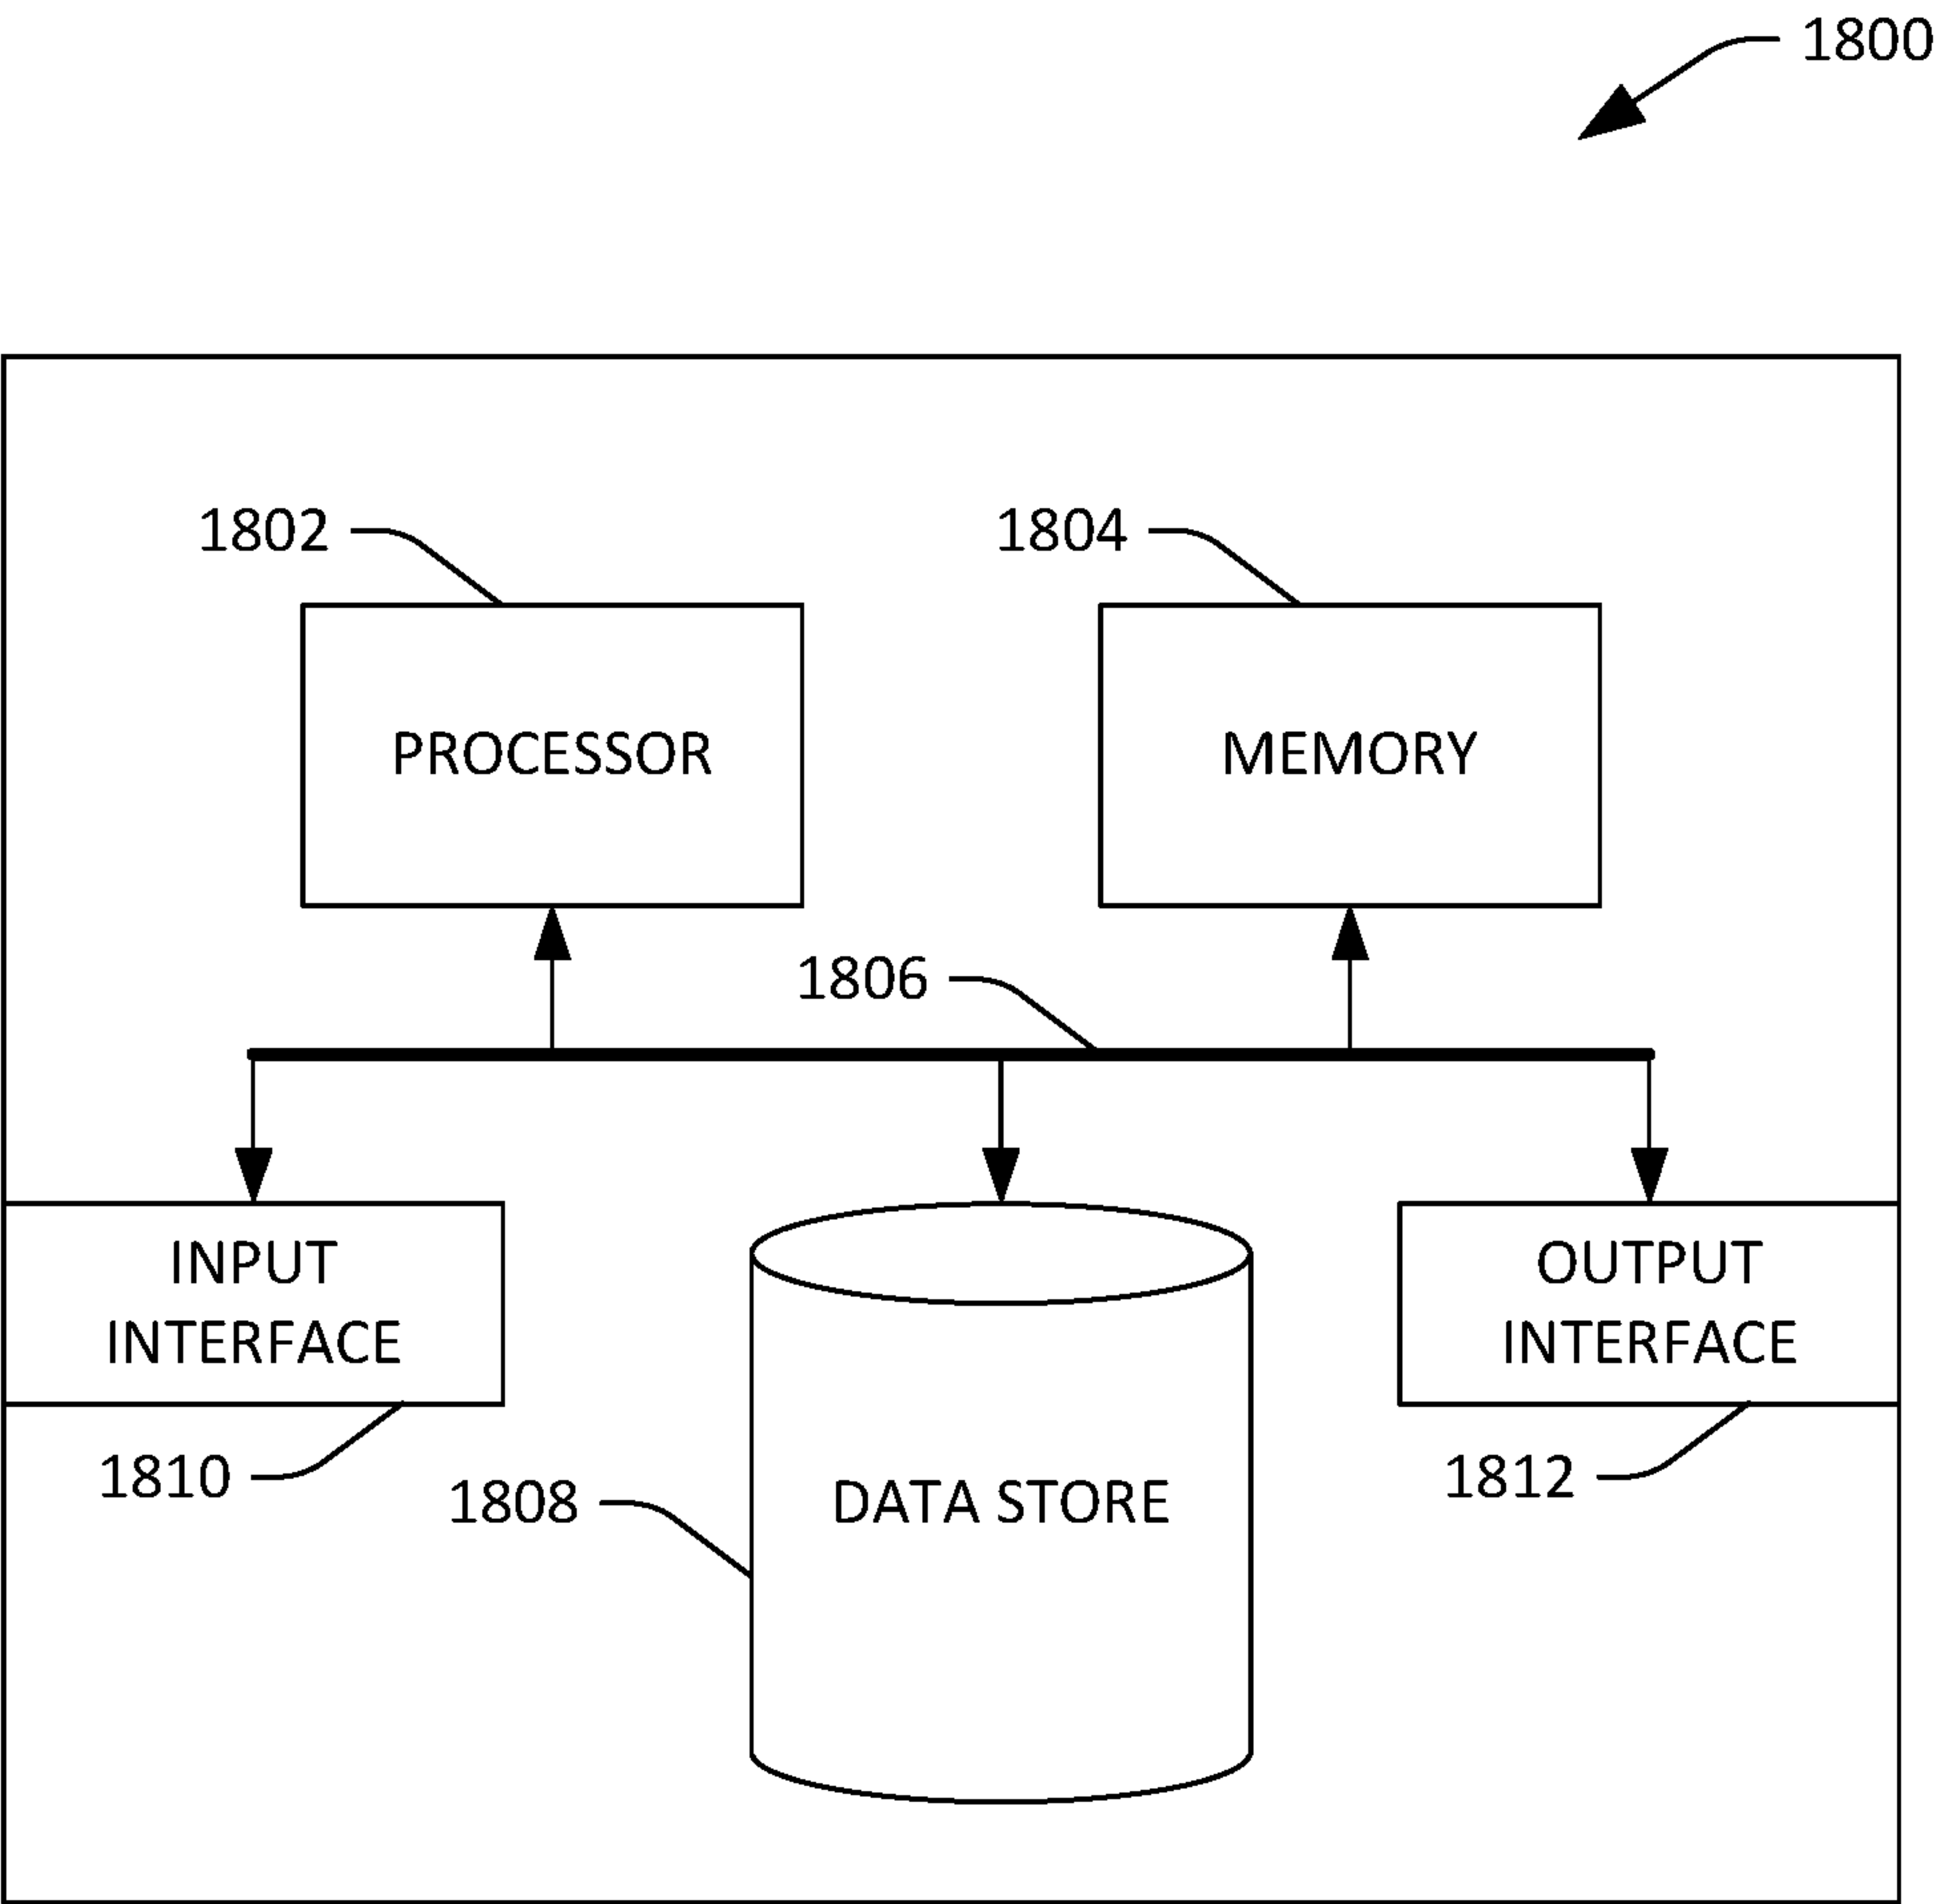 1800
1802
1804
PROCESSOR
MEMORY
1806
INPUT
INTERFACE
OUTPUT
INTERFACE
1810
1808
DATA STORE
1812